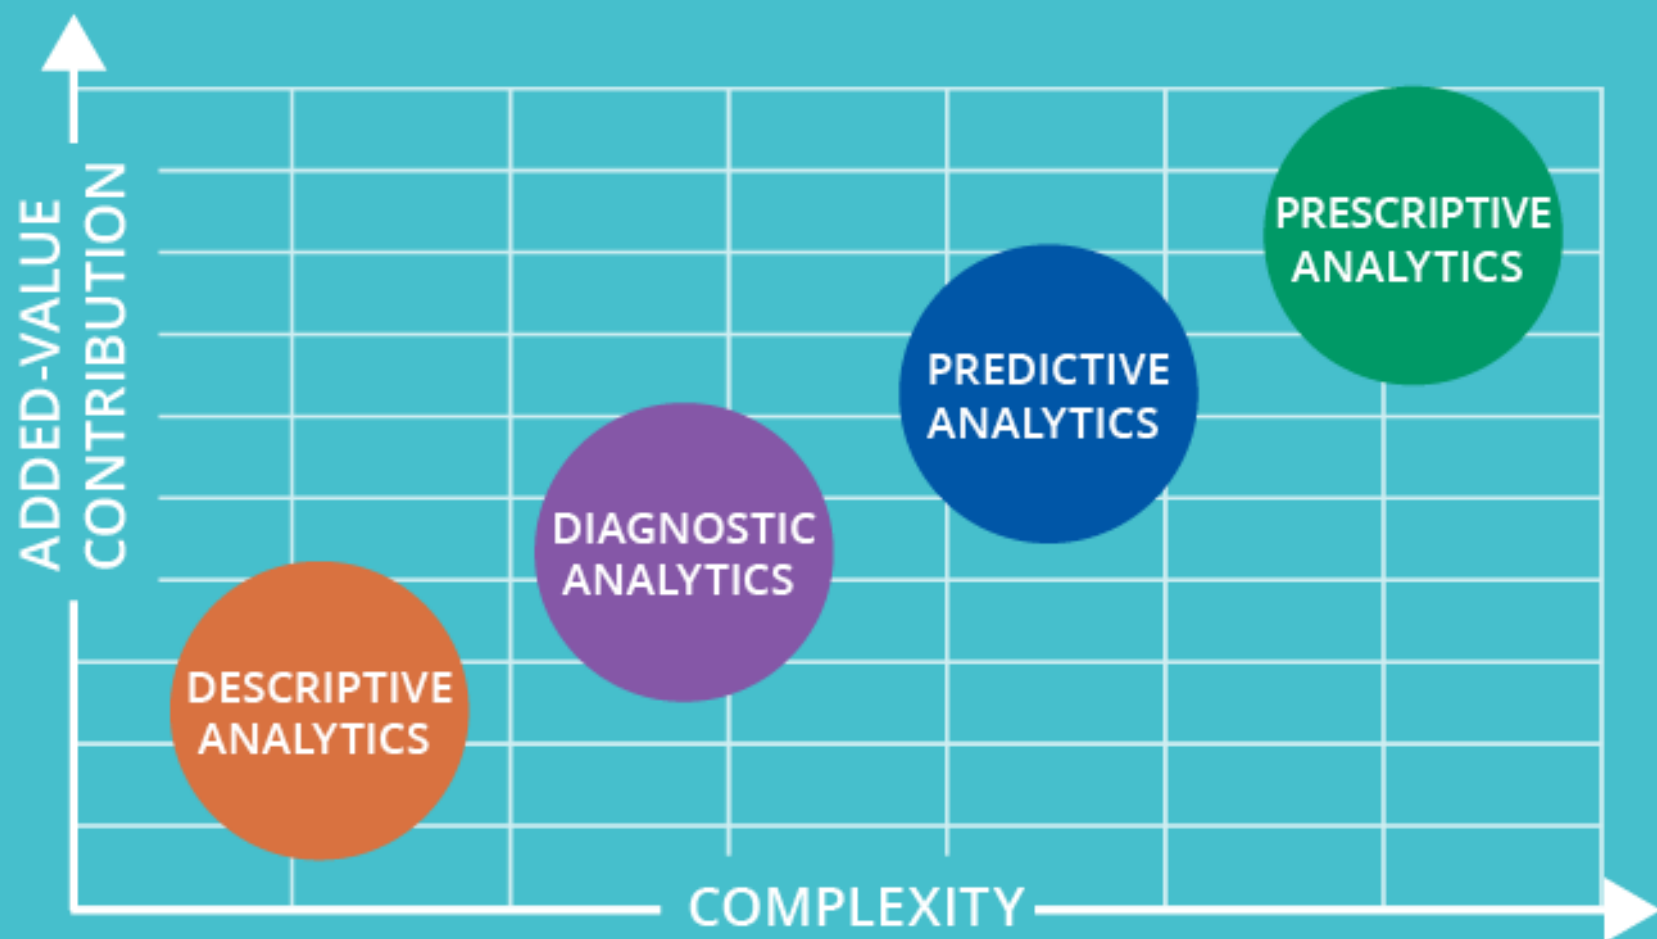 ADDED-VALUE
CONTRIBUTION
PRESCRIPTIVE
ANALYTICS
PREDICTIVE
ANALYTICS
DIAGNOSTIC
ANALYTICS
DESCRIPTIVE
ANALYTICS
COMPLEXITY